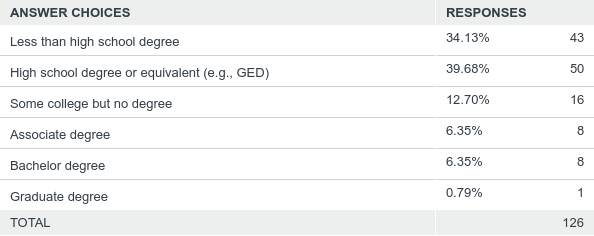 ANSWER CHOICES RESPONSES
Less than high school degree 34.13% 43
High school degree or equivalent (e.g., GED) 39.68% 50
Some college but no degree 12.70% 16
Associate degree 6.35% 8
Bachelor degree 6.35% 8
Graduate degree 0.79% 1
TOTAL 126